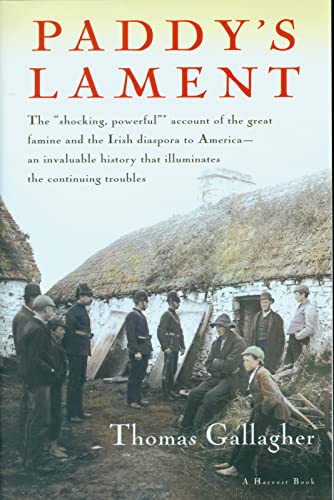 PADDY'S
LAMENT
The "shocking, powerful"* account of the great
famine and the Irish diaspora to America—
an invaluable history that illuminates
the continuing troubles
Thomas Gallagher
A Harvest Book